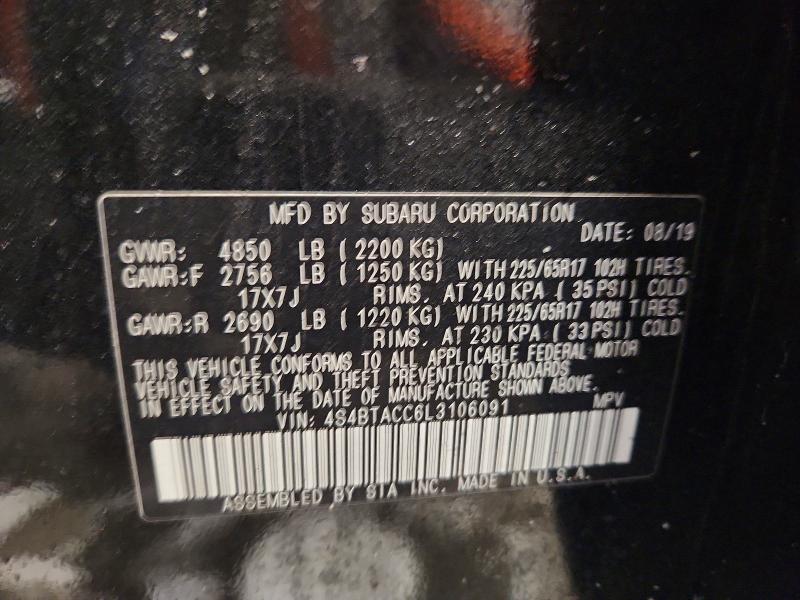 MFD BY SUBARU CORPORATION
DATE: 08/19
GVWR: 4850 LB ( 2200 KG)
GAWR:F 2756 LB ( 1250 KG) WITH 225/65R17 102H TIRES.
17X7J RIMS. AT 240 KPA ( 35 PSI) COLD
GAWR:R 2690 LB ( 1220 KG) WITH 225/65R17 102H TIRES.
17X7J RIMS. AT 230 KPA ( 33 PSI) COLD
THIS VEHICLE CONFORMS TO ALL APPLICABLE FEDERAL MOTOR
VEHICLE SAFETY AND THEFT PREVENTION STANDARDS
IN EFFECT ON THE DATE OF MANUFACTURE SHOWN ABOVE.
VIN: 4S4BTACC6L3106091 MPV
ASSEMBLED BY SIA INC. MADE IN U.S.A.